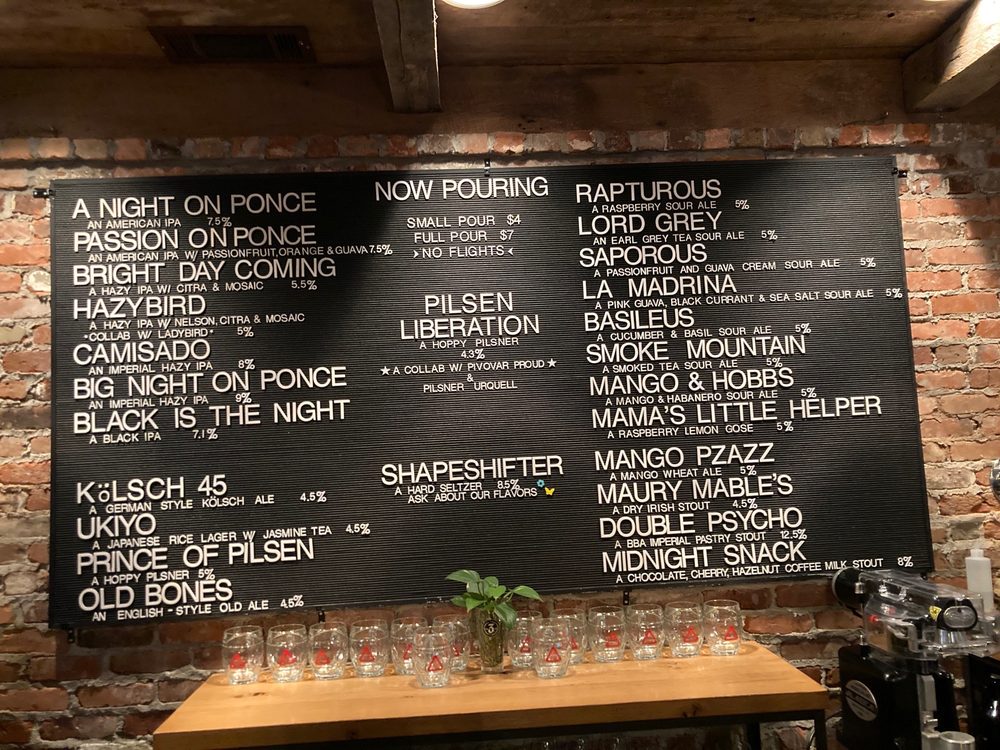 A NIGHT ON PONCE
AN AMERICAN IPA 7.5%
PASSION ON PONCE
AN AMERICAN IPA W/ PASSIONFRUIT, ORANGE & GUAVA 7.5%
BRIGHT DAY COMING
A HAZY IPA W/ CITRA & MOSAIC 5.5%
HAZYBIRD
A HAZY IPA W/ NELSON, CITRA & MOSAIC
*COLLAB W/ LADYBIRD* 5%
CAMISADO
AN IMPERIAL HAZY IPA 8%
BIG NIGHT ON PONCE
AN IMPERIAL HAZY IPA 9%
BLACK IS THE NIGHT
A BLACK IPA 7.1%
KöLSCH 45
A GERMAN STYLE KÖLSCH ALE 4.5%
UKIYO
A JAPANESE RICE LAGER W/ JASMINE TEA 4.5%
PRINCE OF PILSEN
A HOPPY PILSNER 5%
OLD BONES
AN ENGLISH - STYLE OLD ALE 4.5%
NOW POURING
SMALL POUR $4
FULL POUR $7
NO FLIGHTS
PILSEN
LIBERATION
A HOPPY PILSNER
4.3%
★ A COLLAB W/ PIVOVAR PROUD ★
&
PILSNER URQUELL
SHAPESHIFTER
A HARD SELTZER 8.5%
ASK ABOUT OUR FLAVORS
RAPTUROUS
A RASPBERRY SOUR ALE 5%
LORD GREY
AN EARL GREY TEA SOUR ALE 5%
SAPOROUS
A PASSIONFRUIT AND GUAVA CREAM SOUR ALE 5%
LA MADRINA
A PINK GUAVA, BLACK CURRANT & SEA SALT SOUR ALE 5%
BASILEUS
A CUCUMBER & BASIL SOUR ALE 5%
SMOKE MOUNTAIN
A SMOKED TEA SOUR ALE 5%
MANGO & HOBBS
A MANGO & HABANERO SOUR ALE 5%
MAMA'S LITTLE HELPER
A RASPBERRY LEMON GOSE 5%
MANGO PZAZZ
A MANGO WHEAT ALE 5%
MAURY MABLE'S
A DRY IRISH STOUT 4.5%
DOUBLE PSYCHO
A BBA IMPERIAL PASTRY STOUT 12.5%
MIDNIGHT SNACK
A CHOCOLATE, CHERRY, HAZELNUT COFFEE MILK STOUT 8%